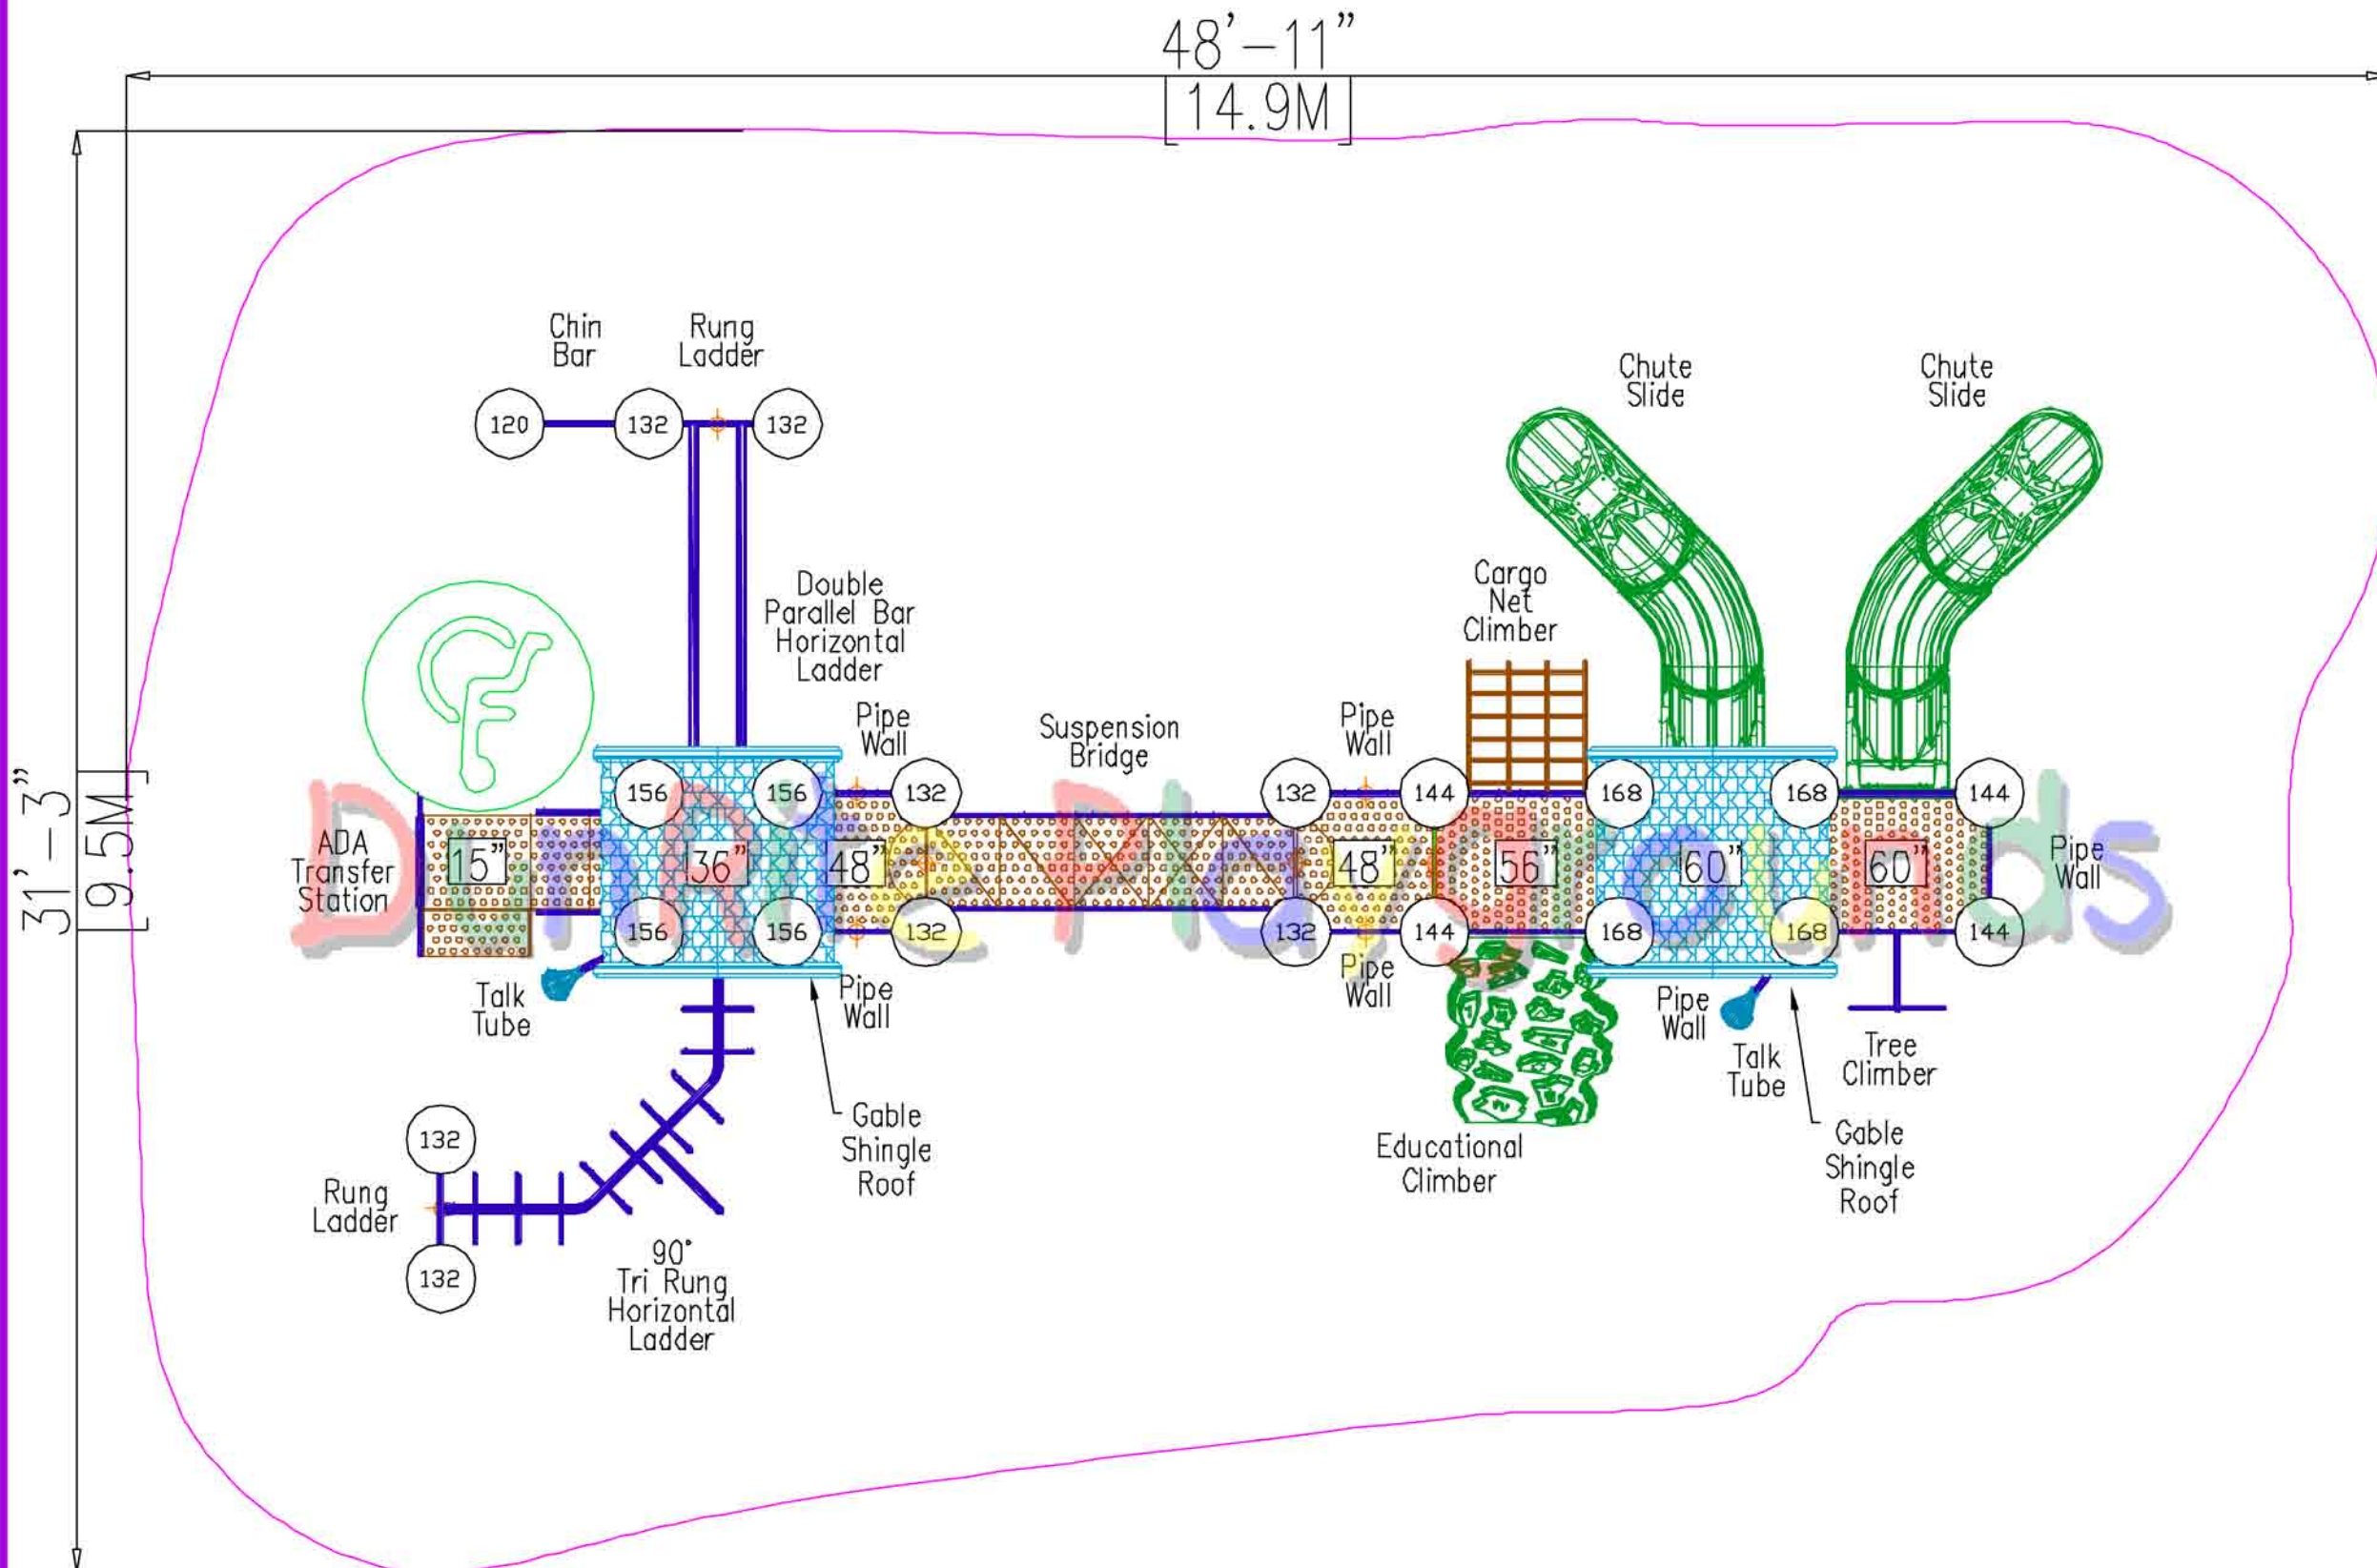 48'-11"
[14.9M]
31'-3"
[9.5M]
Chin
Bar
Rung
Ladder
120
132
132
Chute
Slide
Chute
Slide
Double
Parallel Bar
Horizontal
Ladder
Cargo
Net
Climber
Pipe
Wall
Suspension
Bridge
Pipe
Wall
156
156
132
132
144
168
168
144
ADA
Transfer
Station
15"
36"
48"
48"
56"
60"
60"
Pipe
Wall
DunRite Playgrounds
156
156
132
132
144
168
168
144
Talk
Tube
Pipe
Wall
Pipe
Wall
Pipe
Wall
Talk
Tube
Tree
Climber
Gable
Shingle
Roof
Educational
Climber
Gable
Shingle
Roof
132
Rung
Ladder
132
90°
Tri Rung
Horizontal
Ladder